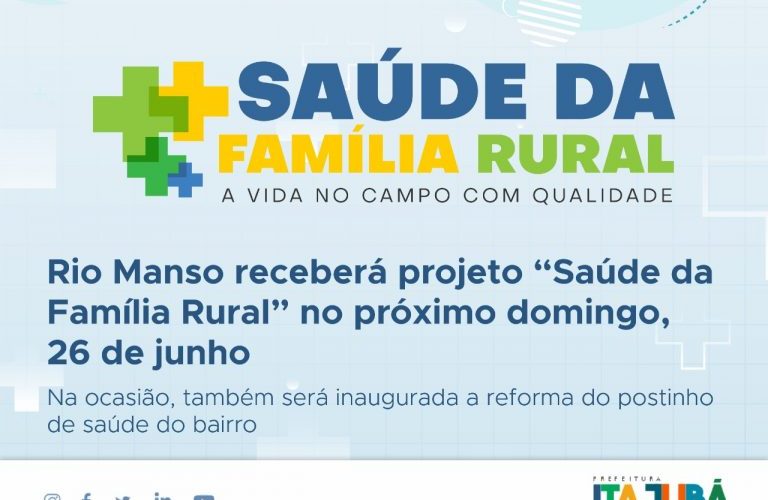 SAÚDE DA
FAMÍLIA RURAL
A VIDA NO CAMPO COM QUALIDADE
Rio Manso receberá projeto “Saúde da
Família Rural” no próximo domingo,
26 de junho
Na ocasião, também será inaugurada a reforma do postinho
de saúde do bairro
PREFEITURA
ITAJUBÁ